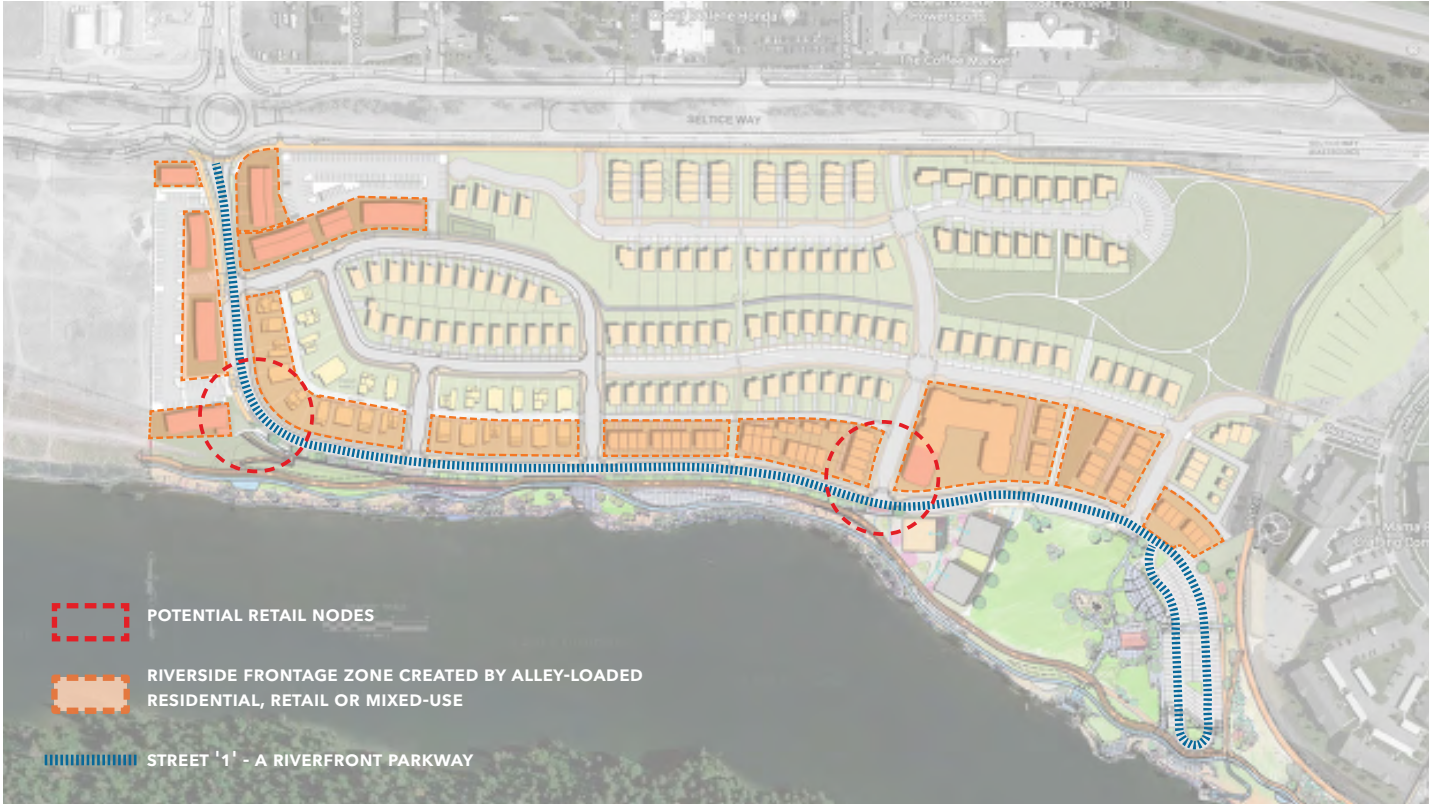 The Coffee Market
SELTICE WAY
POTENTIAL RETAIL NODES
RIVERSIDE FRONTAGE ZONE CREATED BY ALLEY-LOADED
RESIDENTIAL, RETAIL OR MIXED-USE
STREET '1' - A RIVERFRONT PARKWAY